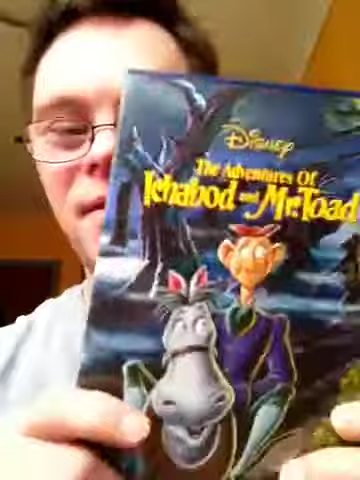 Disney
The Adventures Of
Ichabod and Mr. Toad